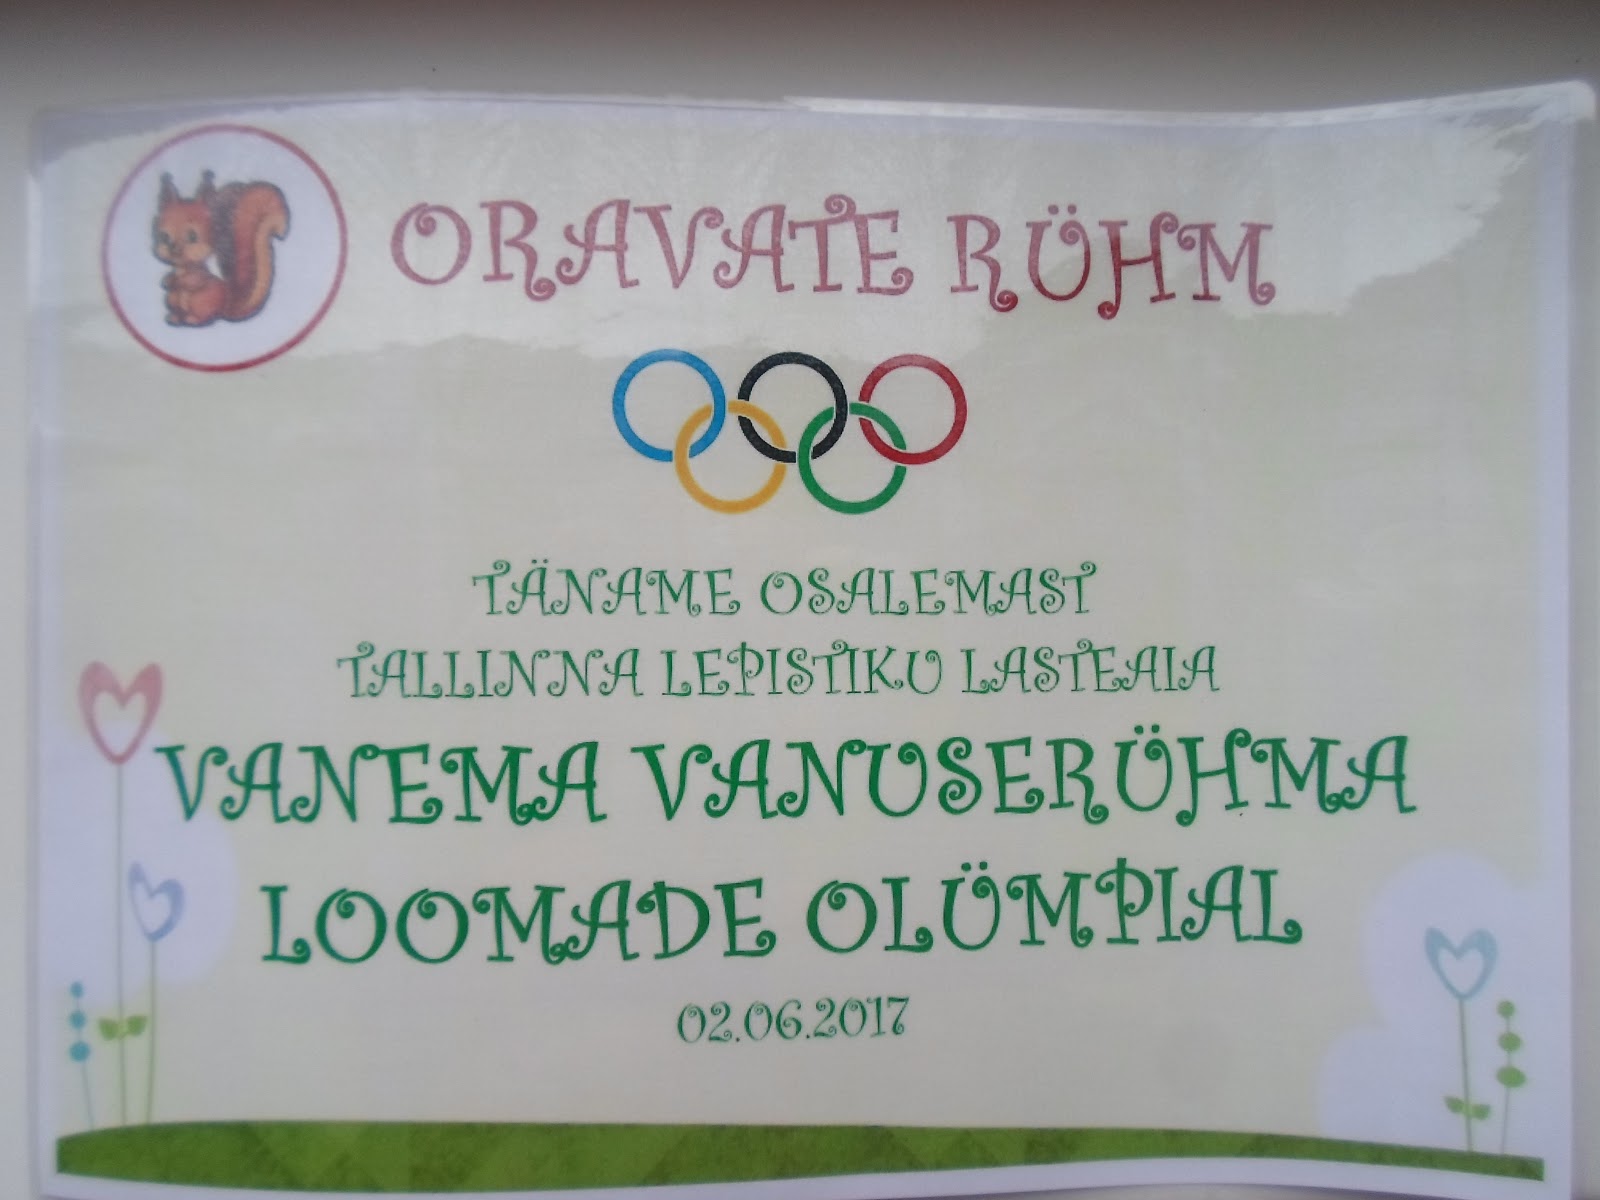 ORAVATE RÜHM
TÄNAME OSALEMAST
TALLINNA LEPISTIKU LASTEAIA
VANEMA VANUSERÜHMA
LOOMADE OLÜMPIAL
02.06.2017